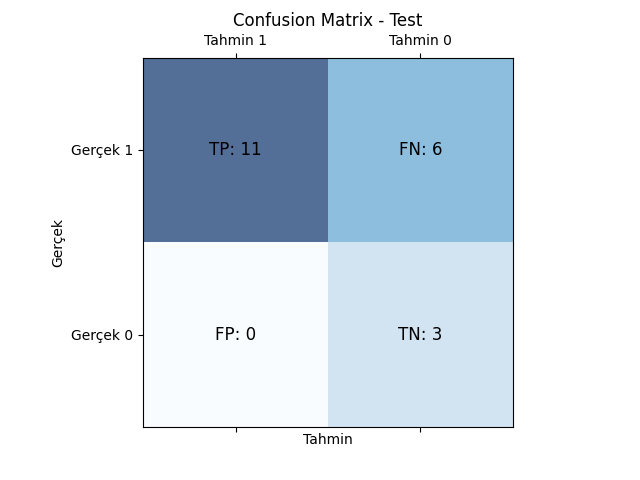 Confusion Matrix - Test
Tahmin 1
Tahmin 0
Gerçek 1
TP: 11
FN: 6
Gerçek
Gerçek 0
FP: 0
TN: 3
Tahmin